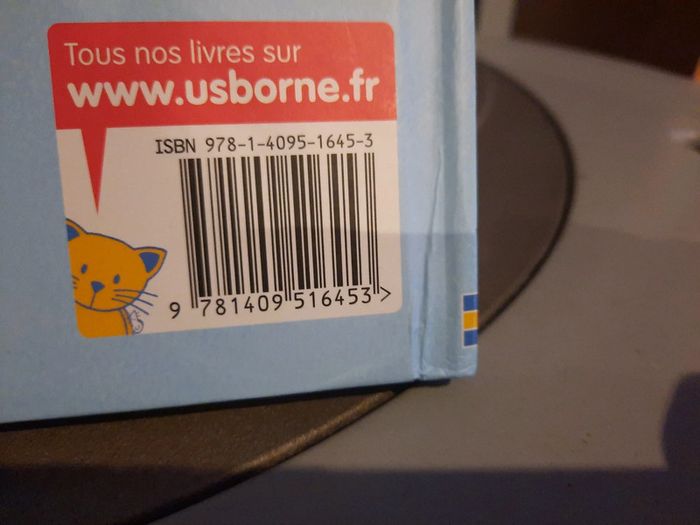 Tous nos livres sur
www.usborne.fr
ISBN 978-1-4095-1645-3
9 781409 516453 >